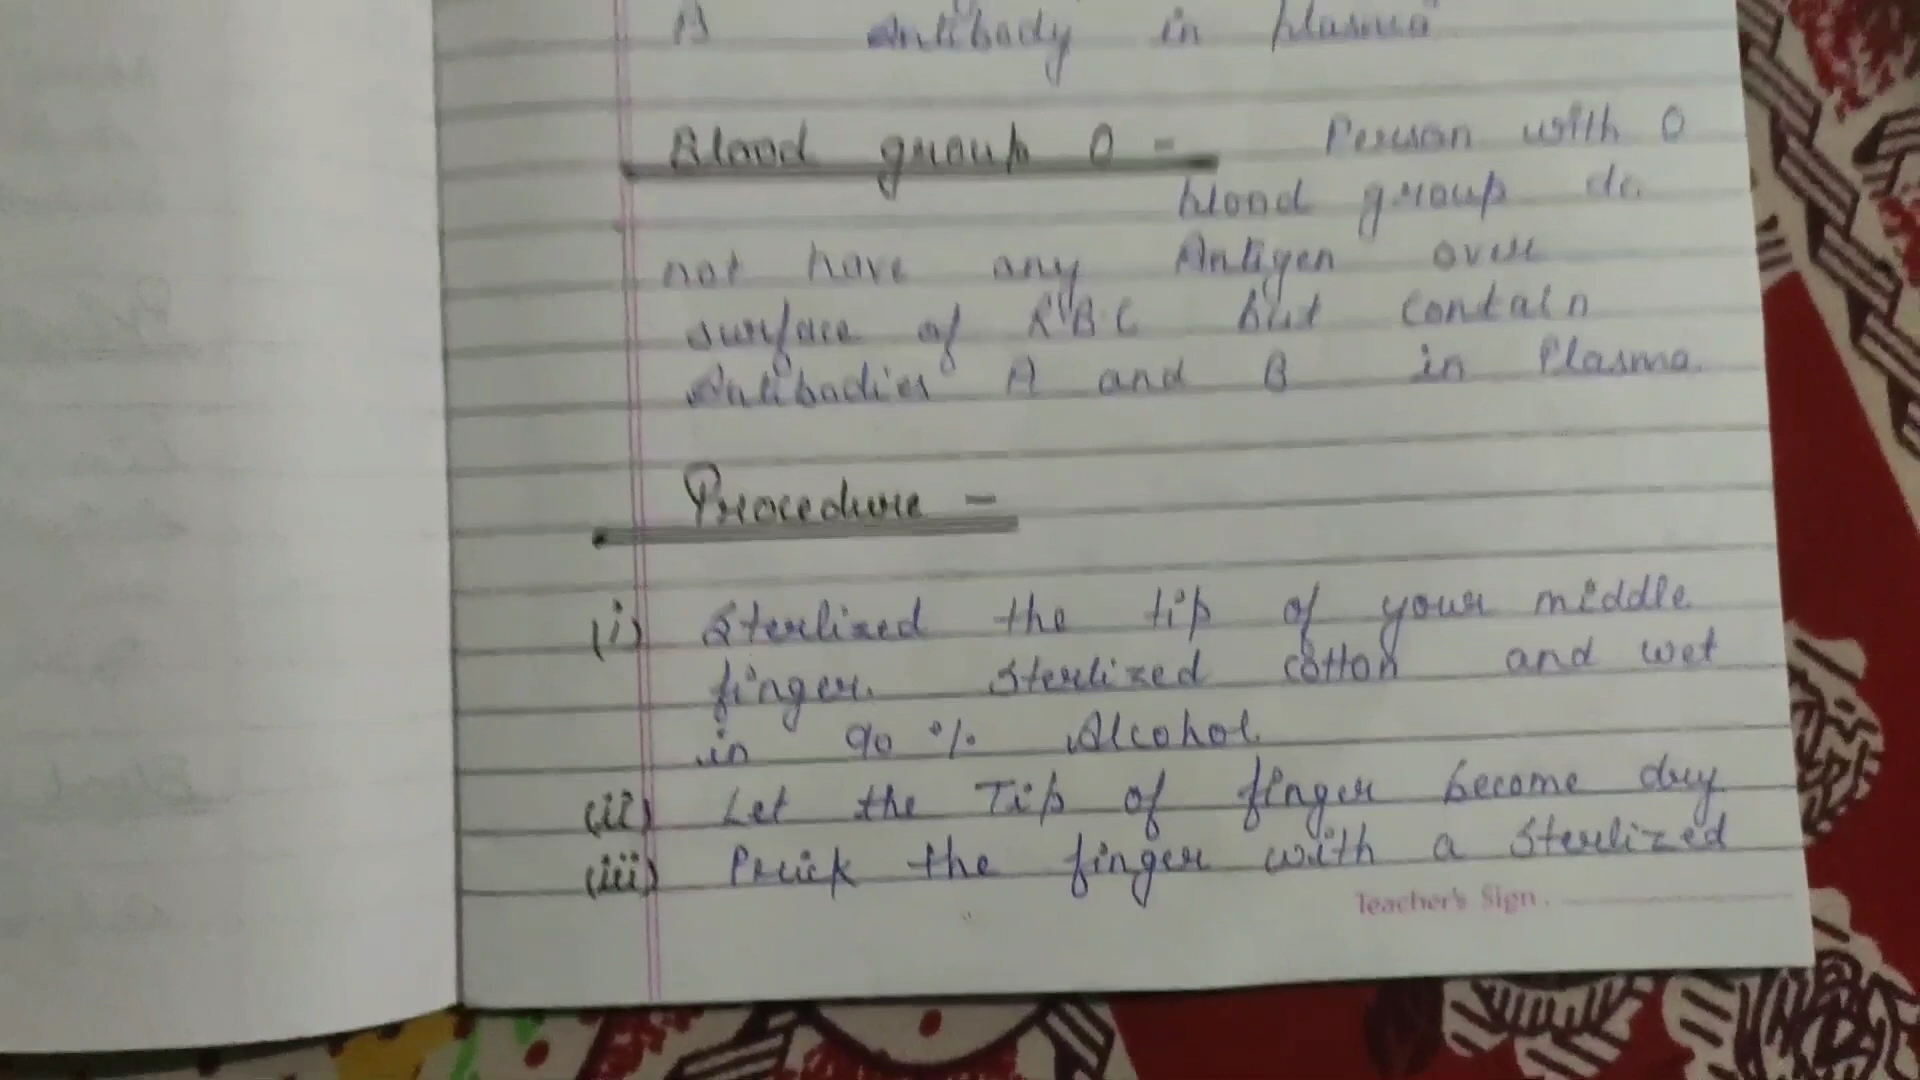 Antibody in plasma
Blood group O - Person with O
blood group do
not have any Antigen over
surface of RBC but contain
Antibodies A and B in Plasma.
Procedure -
(i) Sterlized the tip of your middle
finger. Sterlized cotton and wet
in 90% Alcohol.
(ii) Let the Tip of finger become dry
(iii) Prick the finger with a Sterlized
Teacher's Sign.